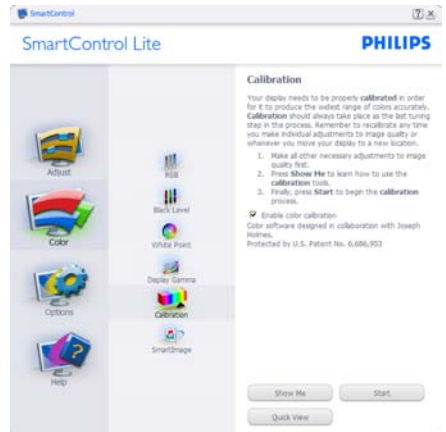 SmartControl
SmartControl Lite
PHILIPS
Adjust
Color
Options
Help
RGB
Black Level
White Point
Display Gamma
Calibration
SmartImage
Calibration
Your display needs to be properly calibrated in order
for it to produce the widest range of colors accurately.
Calibration should always take place as the last tuning
step in the process. Remember to recalibrate any time
you make individual adjustments to image quality or
whenever you move your display to a new location.
1. Make all other necessary adjustments to image
quality first.
2. Press Show Me to learn how to use the
calibration tools.
3. Finally, press Start to begin the calibration
process.
Enable color calibration
Color software designed in collaboration with Joseph
Holmes.
Protected by U.S. Patent No. 6,686,953
Show Me
Start
Quick View